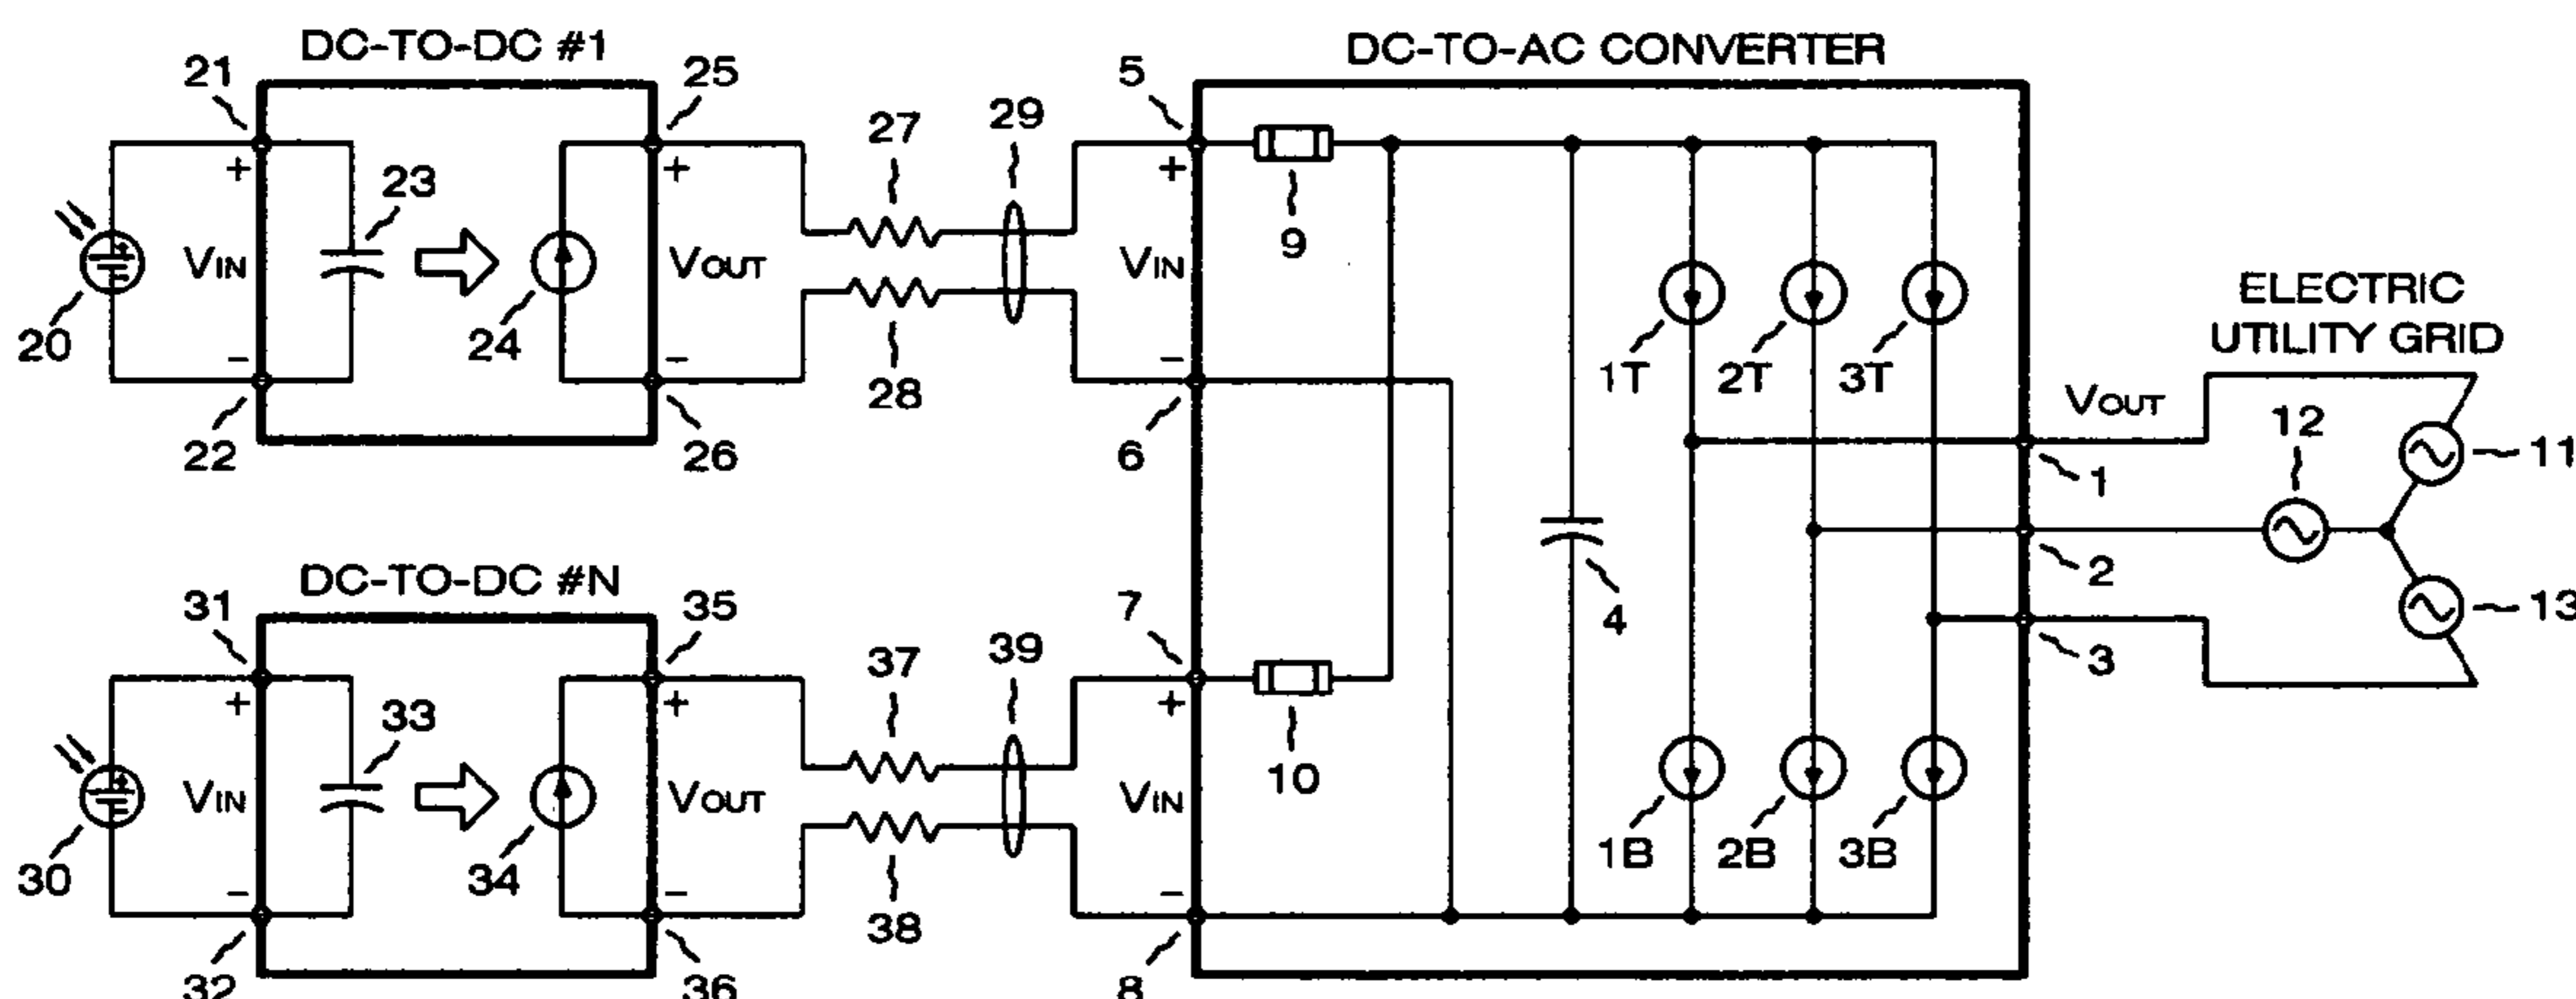 DC-TO-DC #1
DC-TO-AC CONVERTER
21
25
5
27
29
+
+
+
23
9
VIN
VOUT
VIN
ELECTRIC
UTILITY GRID
20
24
1T
2T
3T
−
−
−
28
VOUT
12
11
22
26
6
1
DC-TO-DC #N
2
31
35
7
4
13
37
39
3
+
+
+
33
10
VIN
VOUT
VIN
30
34
1B
2B
3B
−
−
−
38
32
36
8